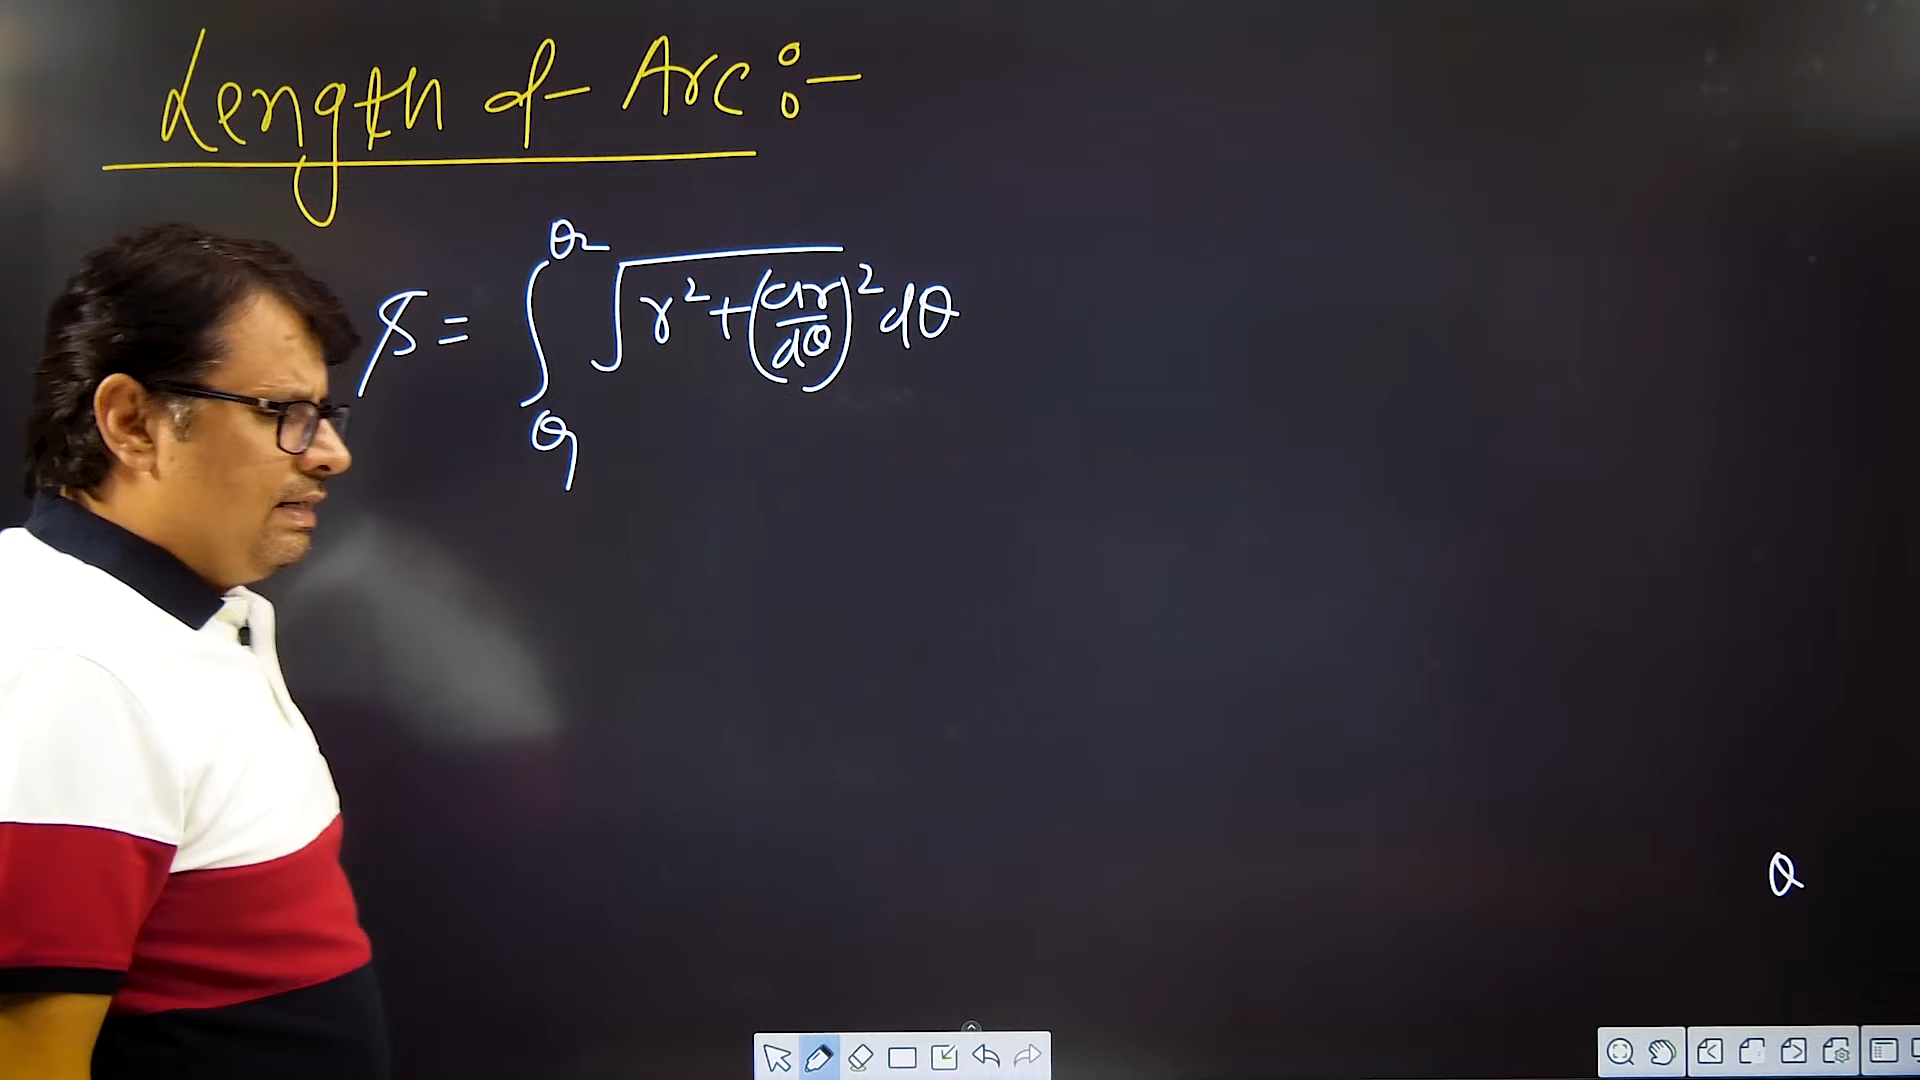 Length of Arc :-
S = ∫_{θ1}^{θ2} √(r² + (dr/dθ)²) dθ
θ